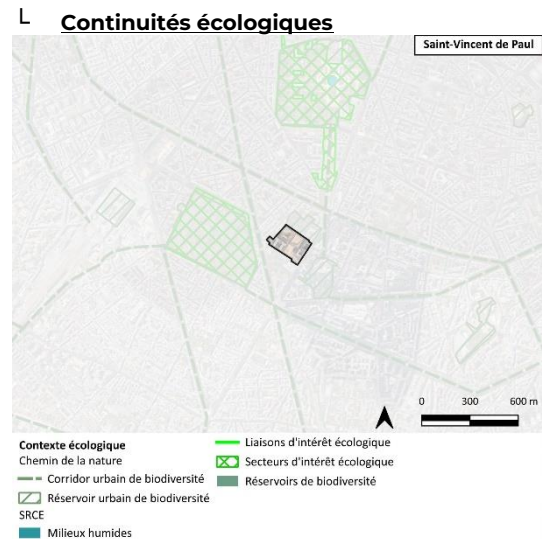 L
Continuités écologiques
Saint-Vincent de Paul
0 300 600 m
Contexte écologique
Chemin de la nature
Corridor urbain de biodiversité
Réservoir urbain de biodiversité
SRCE
Milieux humides
Liaisons d'intérêt écologique
Secteurs d'intérêt écologique
Réservoirs de biodiversité